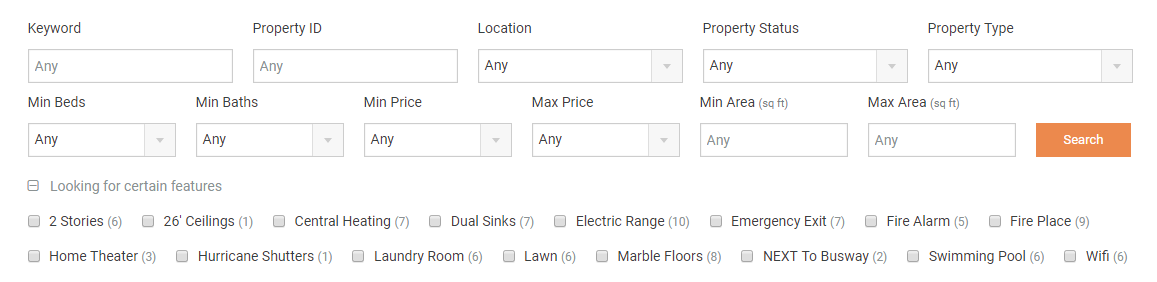 Keyword Property ID Location Property Status Property Type
Any Any Any Any Any
Min Beds Min Baths Min Price Max Price Min Area (sq ft) Max Area (sq ft)
Any Any Any Any Any Any Search
Looking for certain features
2 Stories (6) 26' Ceilings (1) Central Heating (7) Dual Sinks (7) Electric Range (10) Emergency Exit (7) Fire Alarm (5) Fire Place (9)
Home Theater (3) Hurricane Shutters (1) Laundry Room (6) Lawn (6) Marble Floors (8) NEXT To Busway (2) Swimming Pool (6) Wifi (6)